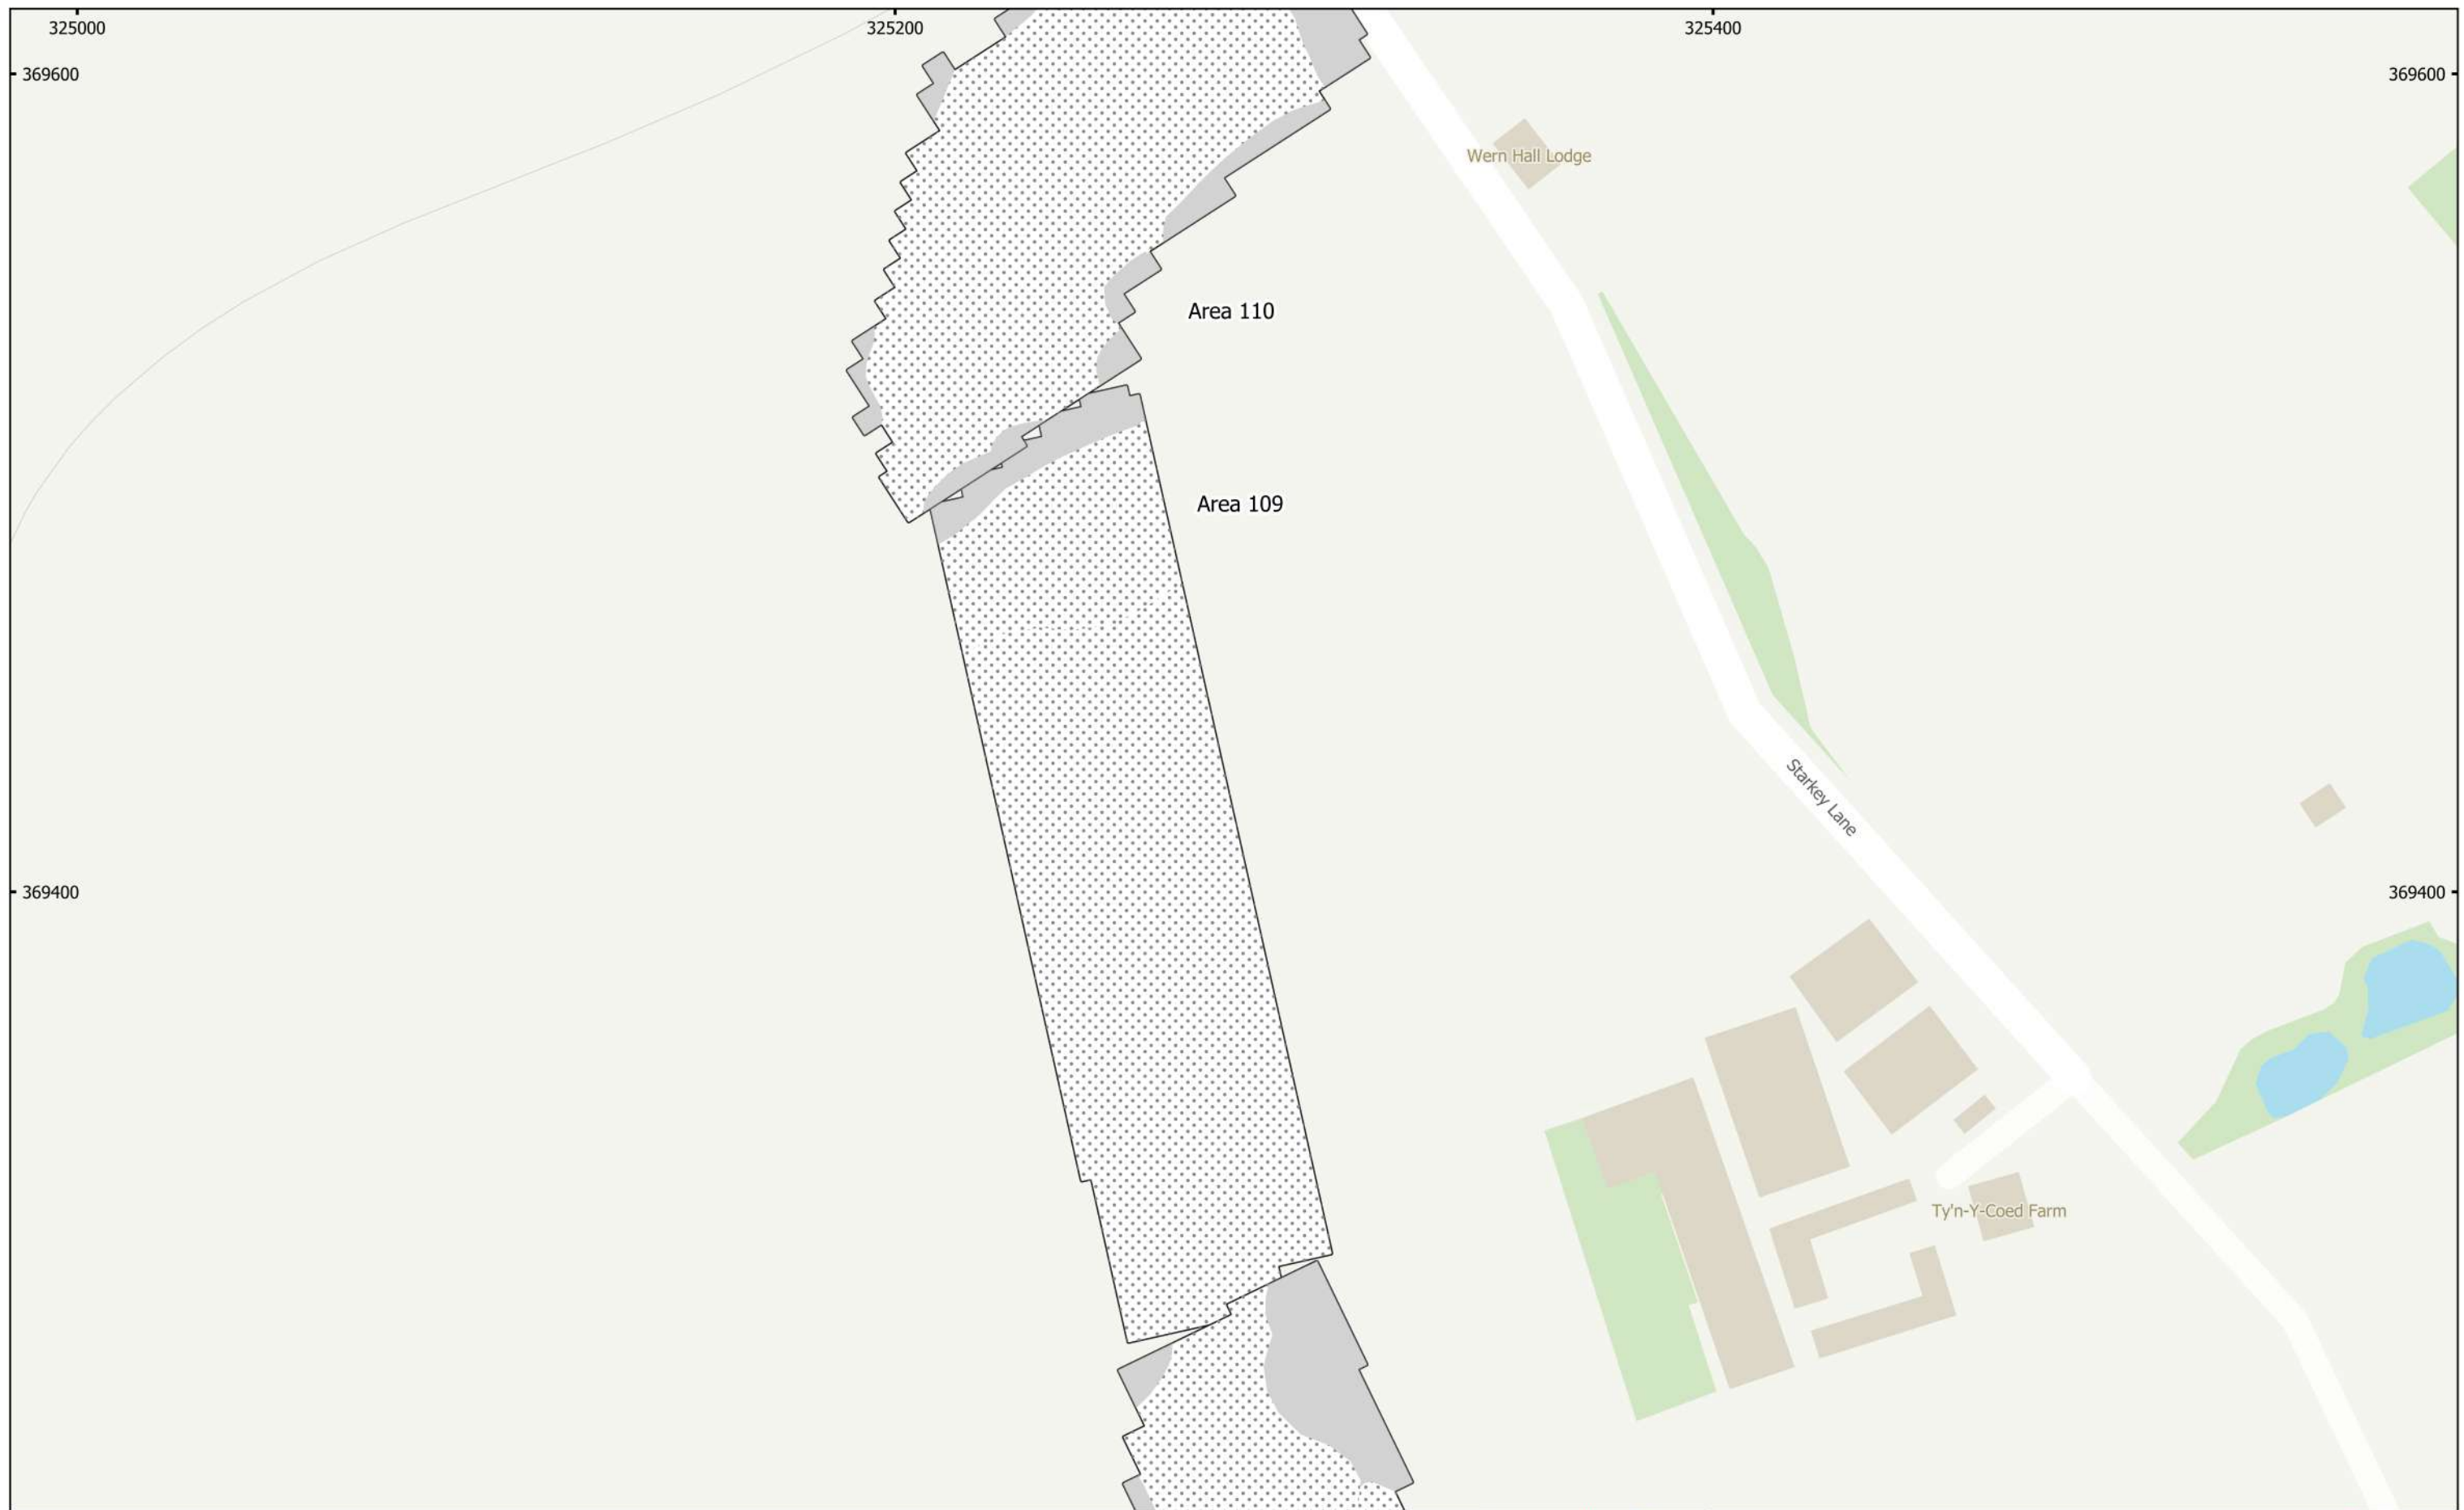 325000
325200
325400
369600
369600
Wern Hall Lodge
Area 110
Area 109
Starkey Lane
369400
369400
Ty'n-Y-Coed Farm